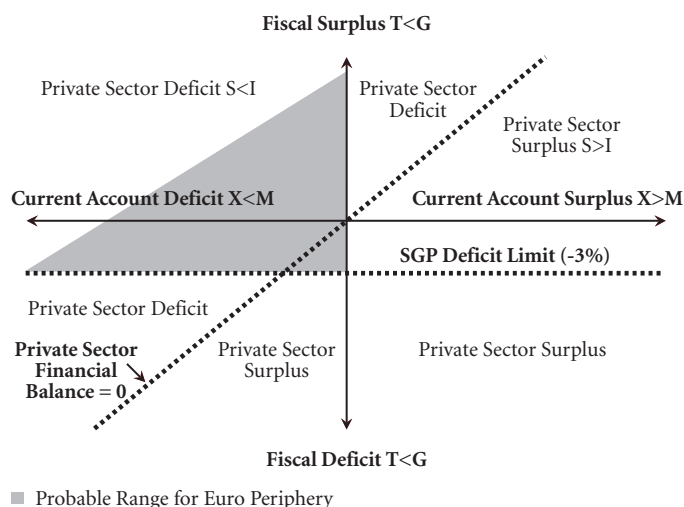 Fiscal Surplus T<G
Private Sector Deficit S<I
Private Sector
Deficit
Private Sector
Surplus S>I
Current Account Deficit X<M
Current Account Surplus X>M
SGP Deficit Limit (-3%)
Private Sector Deficit
Private Sector
Financial
Balance = 0
Private Sector
Surplus
Private Sector Surplus
Fiscal Deficit T<G
Probable Range for Euro Periphery